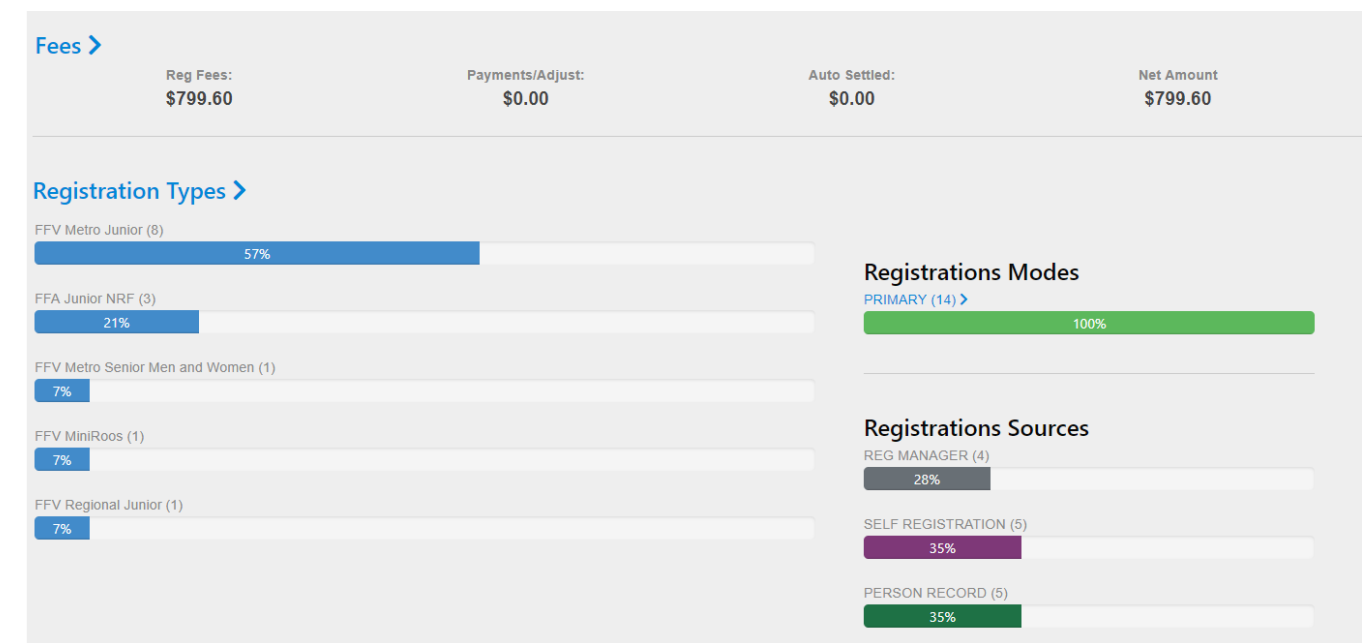 Fees
Reg Fees: Payments/Adjust: Auto Settled: Net Amount
$799.60 $0.00 $0.00 $799.60
Registration Types
FFV Metro Junior (8)
57%
FFA Junior NRF (3)
21%
FFV Metro Senior Men and Women (1)
7%
FFV MiniRoos (1)
7%
FFV Regional Junior (1)
7%
Registrations Modes
PRIMARY (14)
100%
Registrations Sources
REG MANAGER (4)
28%
SELF REGISTRATION (5)
35%
PERSON RECORD (5)
35%